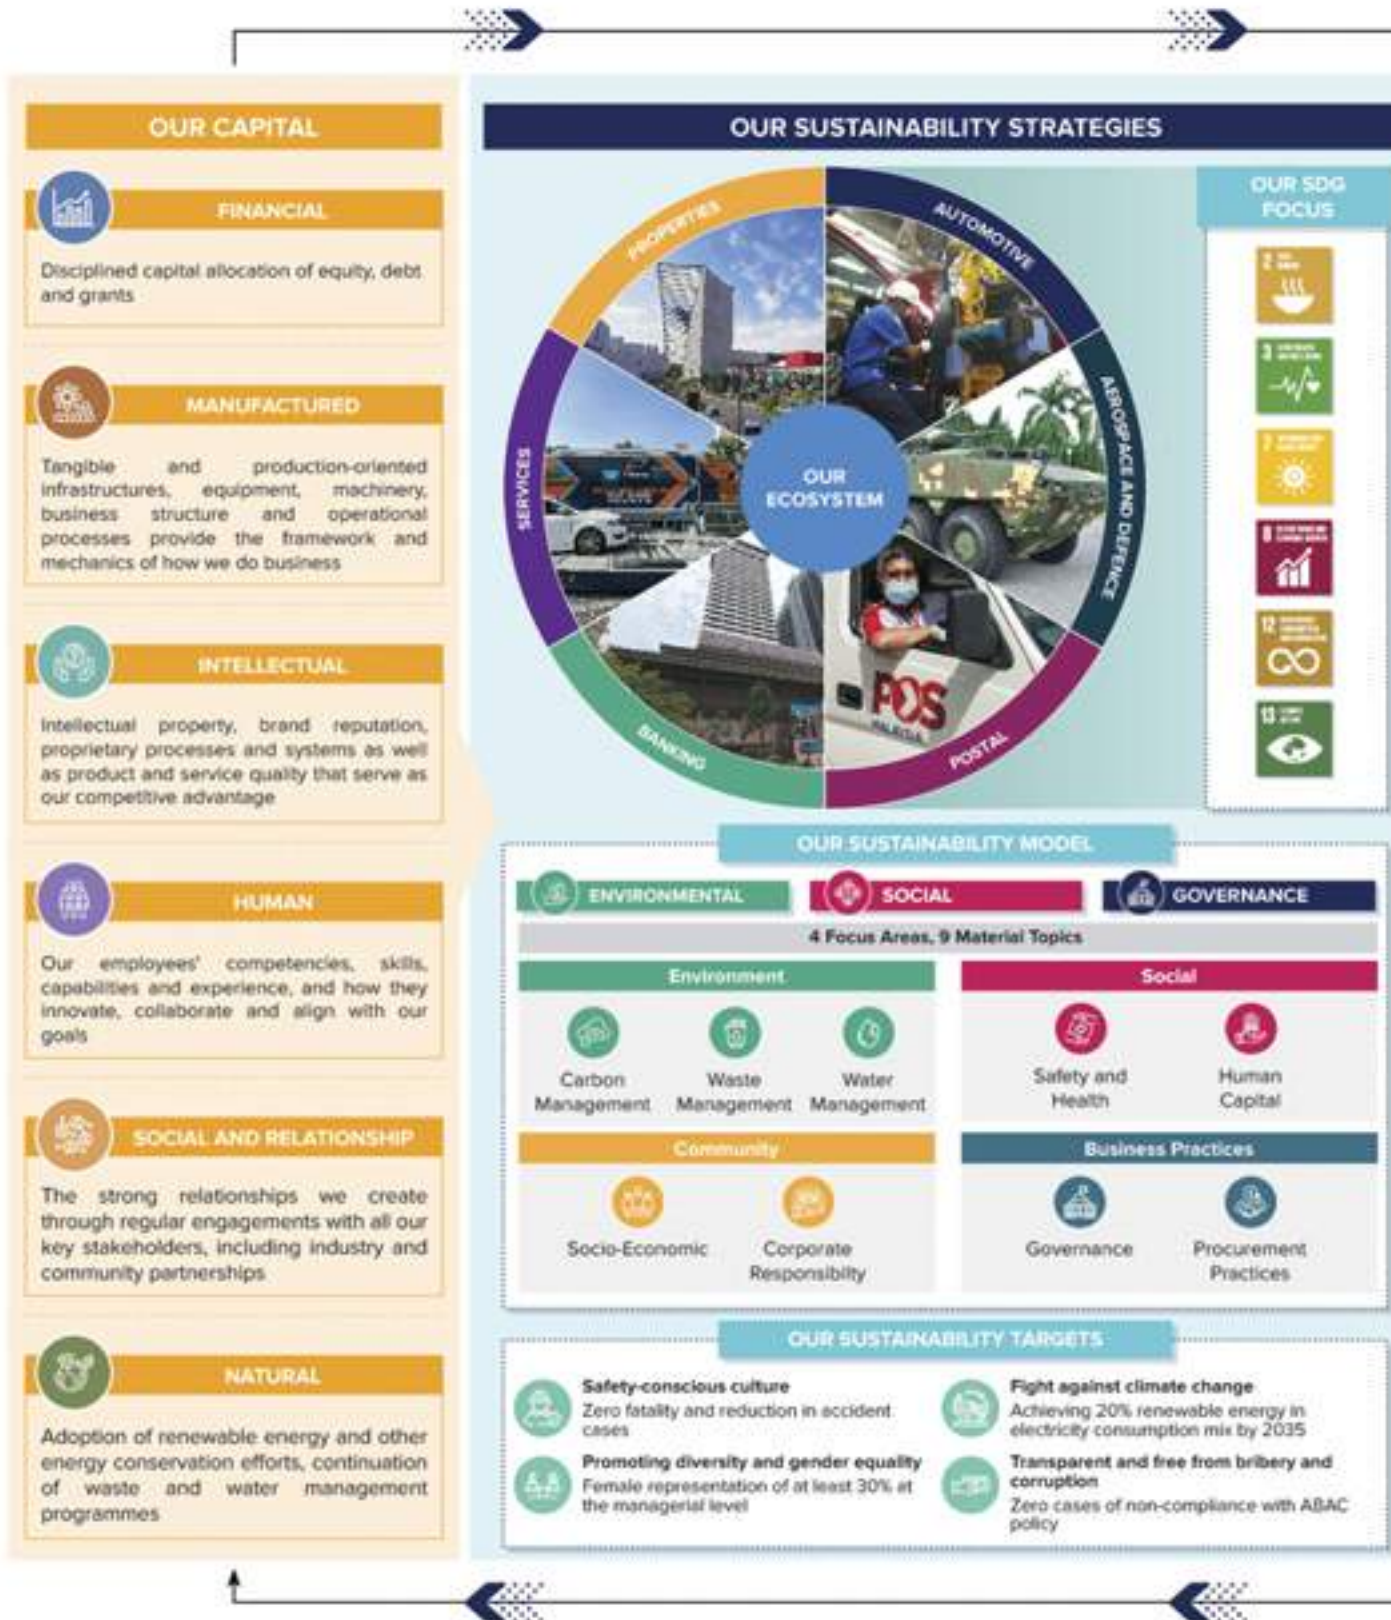 OUR CAPITAL
FINANCIAL
Disciplined capital allocation of equity, debt
and grants
MANUFACTURED
Tangible and production-oriented
infrastructures, equipment, machinery,
business structure and operational
processes provide the framework and
mechanics of how we do business
INTELLECTUAL
Intellectual property, brand reputation,
proprietary processes and systems as well
as product and service quality that serve as
our competitive advantage
HUMAN
Our employees' competencies, skills,
capabilities and experience, and how they
innovate, collaborate and align with our
goals
SOCIAL AND RELATIONSHIP
The strong relationships we create
through regular engagements with all our
key stakeholders, including industry and
community partnerships
NATURAL
Adoption of renewable energy and other
energy conservation efforts, continuation
of waste and water management
programmes
OUR SUSTAINABILITY STRATEGIES
PROPERTIES
AUTOMOTIVE
AEROSPACE AND DEFENCE
POSTAL
BANKING
SERVICES
OUR
ECOSYSTEM
POS
MALAYSIA
OUR SDG
FOCUS
2
3
7
8
12
13
OUR SUSTAINABILITY MODEL
ENVIRONMENTAL
SOCIAL
GOVERNANCE
4 Focus Areas, 9 Material Topics
Environment
Carbon
Management
Waste
Management
Water
Management
Social
Safety and
Health
Human
Capital
Community
Socio-Economic
Corporate
Responsibilty
Business Practices
Governance
Procurement
Practices
OUR SUSTAINABILITY TARGETS
Safety-conscious culture
Zero fatality and reduction in accident
cases
Promoting diversity and gender equality
Female representation of at least 30% at
the managerial level
Fight against climate change
Achieving 20% renewable energy in
electricity consumption mix by 2035
Transparent and free from bribery and
corruption
Zero cases of non-compliance with ABAC
policy